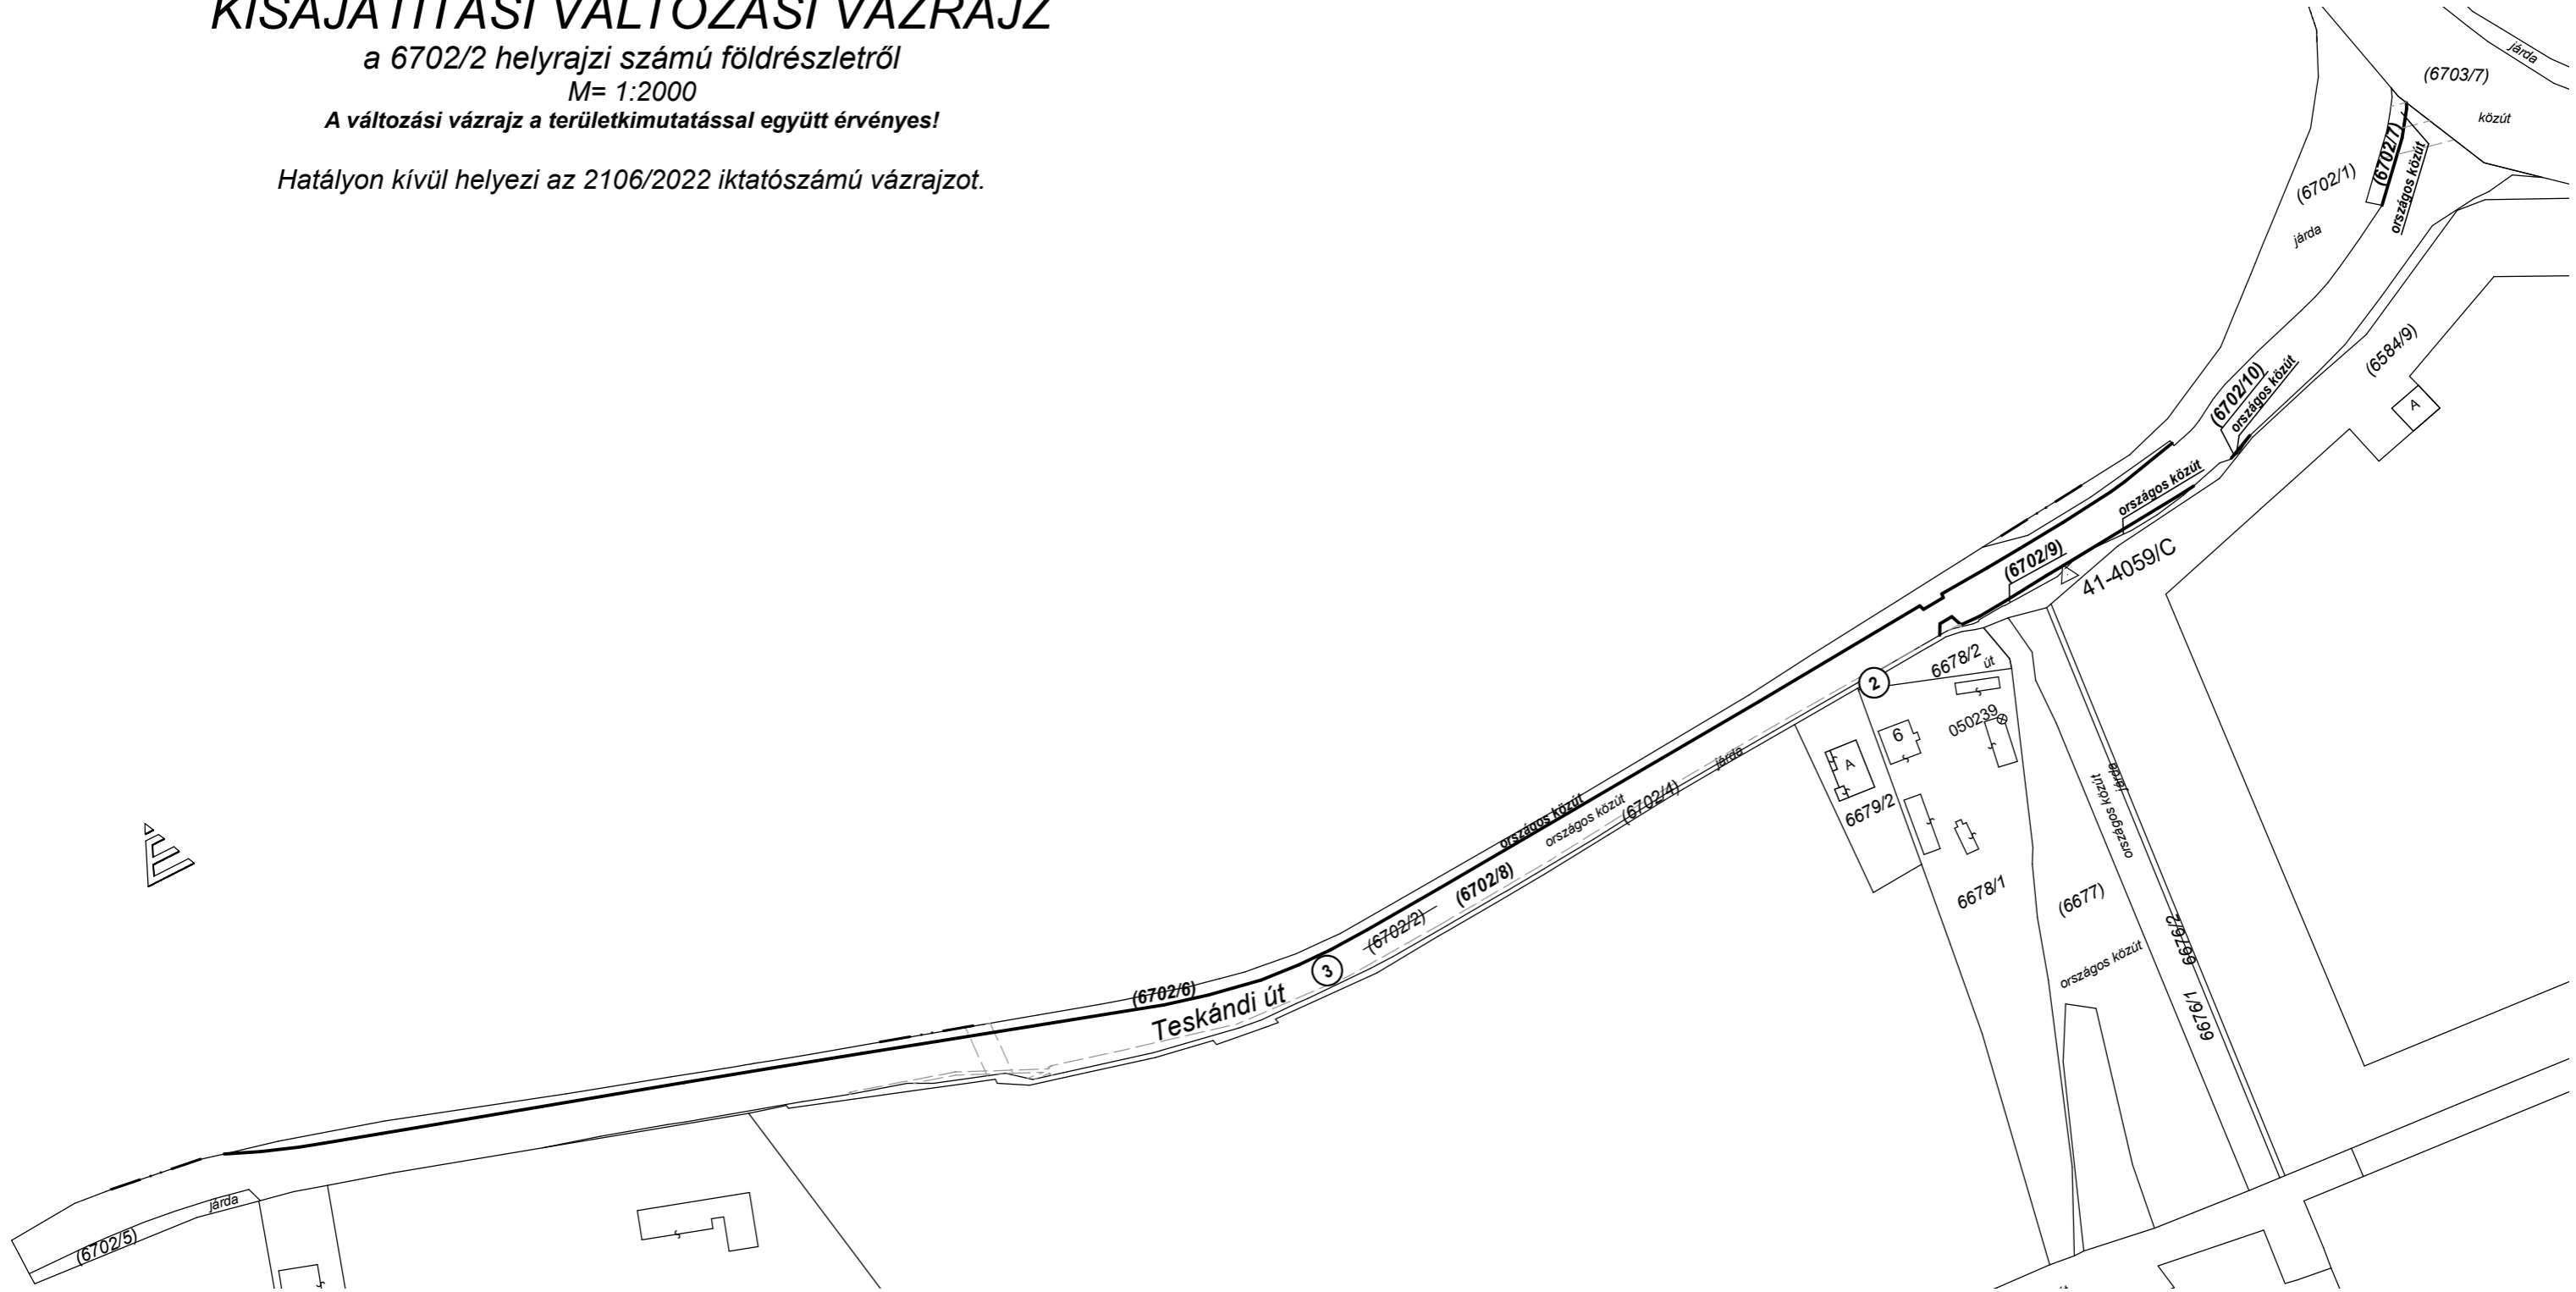 KISAJÁTÍTÁSI VÁLTOZÁSI VÁZRAJZ
a 6702/2 helyrajzi számú földrészletről
M= 1:2000
A változási vázrajz a területkimutatással együtt érvényes!
Hatályon kívül helyezi az 2106/2022 iktatószámú vázrajzot.
járda
(6703/7)
közút
(6702/7)
országos közút
(6702/1)
járda
(6584/9)
A
(6702/10)
országos közút
országos közút
(6702/9)
41-4059/C
6678/2
út
2
050239
6
A
6679/2
járda
(6702/4)
országos közút
országos közút
(6702/8)
(6702/2)
3
(6702/6)
Teskándi út
6678/1
(6677)
országos közút
járda
országos közút
6676/2
6676/1
járda
(6702/5)